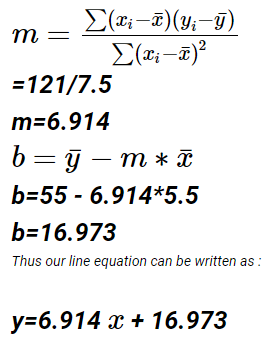 m = ∑(xᵢ−x̄)(yᵢ−ȳ) / ∑(xᵢ−x̄)²
=121/7.5
m=6.914
b = ȳ − m ∗ x̄
b=55 - 6.914*5.5
b=16.973
Thus our line equation can be written as :
y=6.914 x + 16.973